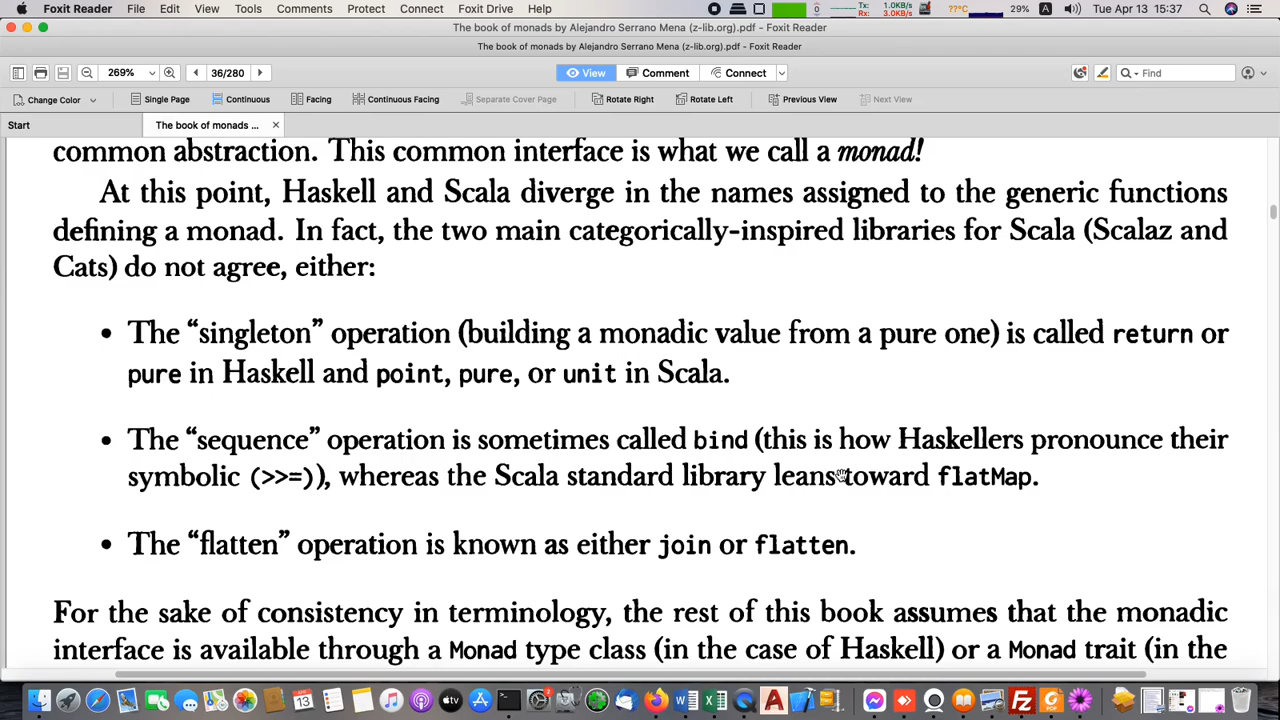 Foxit Reader File Edit View Tools Comments Protect Connect Foxit Drive Help 0 Tx: 1.0KB/s Rx: 3.0KB/s ??°C 29% A Tue Apr 13 15:37
The book of monads by Alejandro Serrano Mena (z-lib.org).pdf - Foxit Reader
The book of monads by Alejandro Serrano Mena (z-lib.org).pdf - Foxit Reader
269% 36/280 View Comment Connect Find
Change Color Single Page Continuous Facing Continuous Facing Separate Cover Page Rotate Right Rotate Left Previous View Next View
Start The book of monads ... ×
common abstraction. This common interface is what we call a monad!
At this point, Haskell and Scala diverge in the names assigned to the generic functions
defining a monad. In fact, the two main categorically-inspired libraries for Scala (Scalaz and
Cats) do not agree, either:
• The “singleton” operation (building a monadic value from a pure one) is called return or
pure in Haskell and point, pure, or unit in Scala.
• The “sequence” operation is sometimes called bind (this is how Haskellers pronounce their
symbolic (>>=)), whereas the Scala standard library leans toward flatMap.
• The “flatten” operation is known as either join or flatten.
For the sake of consistency in terminology, the rest of this book assumes that the monadic
interface is available through a Monad type class (in the case of Haskell) or a Monad trait (in the